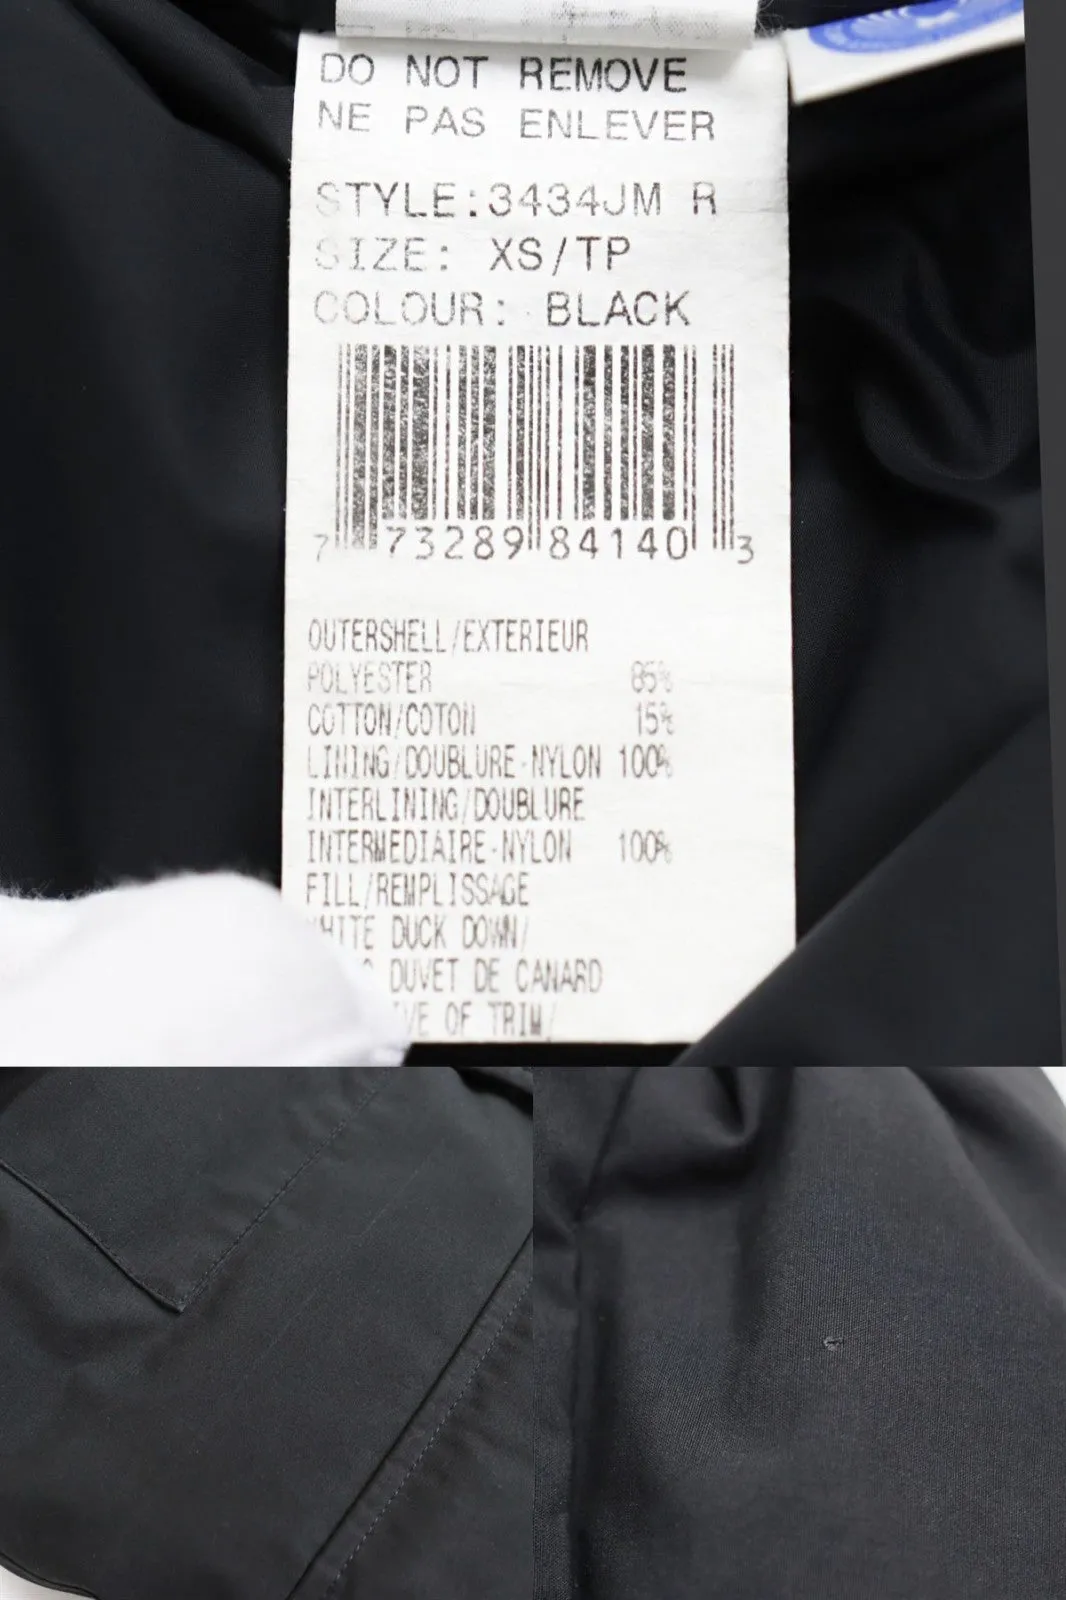 DO NOT REMOVE
NE PAS ENLEVER
STYLE:3434JM R
SIZE: XS/TP
COLOUR: BLACK
7 73289 84140 3
OUTERSHELL/EXTERIEUR
POLYESTER 85%
COTTON/COTON 15%
LINING/DOUBLURE-NYLON 100%
INTERLINING/DOUBLURE
INTERMEDIAIRE-NYLON 100%
FILL/REMPLISSAGE
WHITE DUCK DOWN/
DUVET DE CANARD
OF TRIM/